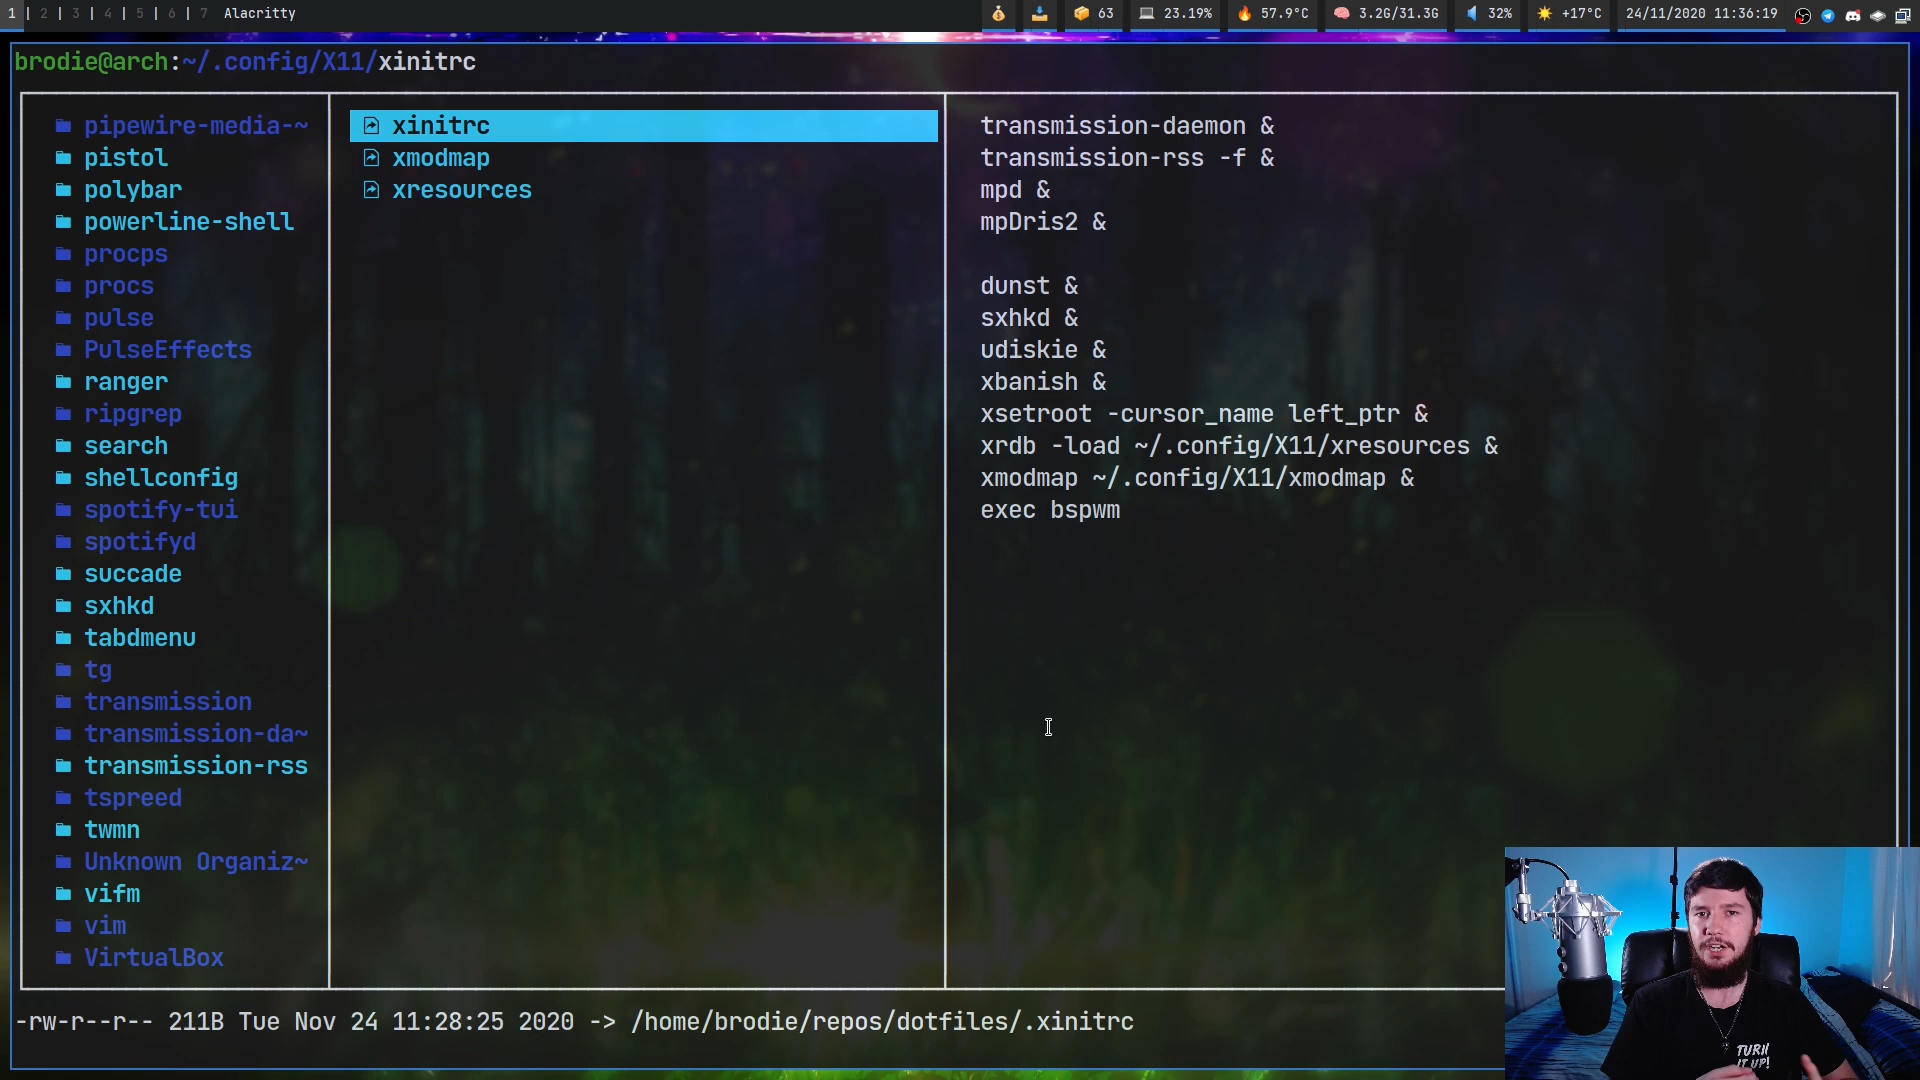 1 | 2 | 3 | 4 | 5 | 6 | 7 Alacritty
63 23.19% 57.9°C 3.2G/31.3G 32% +17°C 24/11/2020 11:36:19
brodie@arch:~/.config/X11/xinitrc
pipewire-media-~
pistol
polybar
powerline-shell
procps
procs
pulse
PulseEffects
ranger
ripgrep
search
shellconfig
spotify-tui
spotifyd
succade
sxhkd
tabdmenu
tg
transmission
transmission-da~
transmission-rss
tspreed
twmn
Unknown Organiz~
vifm
vim
VirtualBox
xinitrc
xmodmap
xresources
transmission-daemon &
transmission-rss -f &
mpd &
mpDris2 &
dunst &
sxhkd &
udiskie &
xbanish &
xsetroot -cursor_name left_ptr &
xrdb -load ~/.config/X11/xresources &
xmodmap ~/.config/X11/xmodmap &
exec bspwm
-rw-r--r-- 211B Tue Nov 24 11:28:25 2020 -> /home/brodie/repos/dotfiles/.xinitrc
TURN
IT UP!